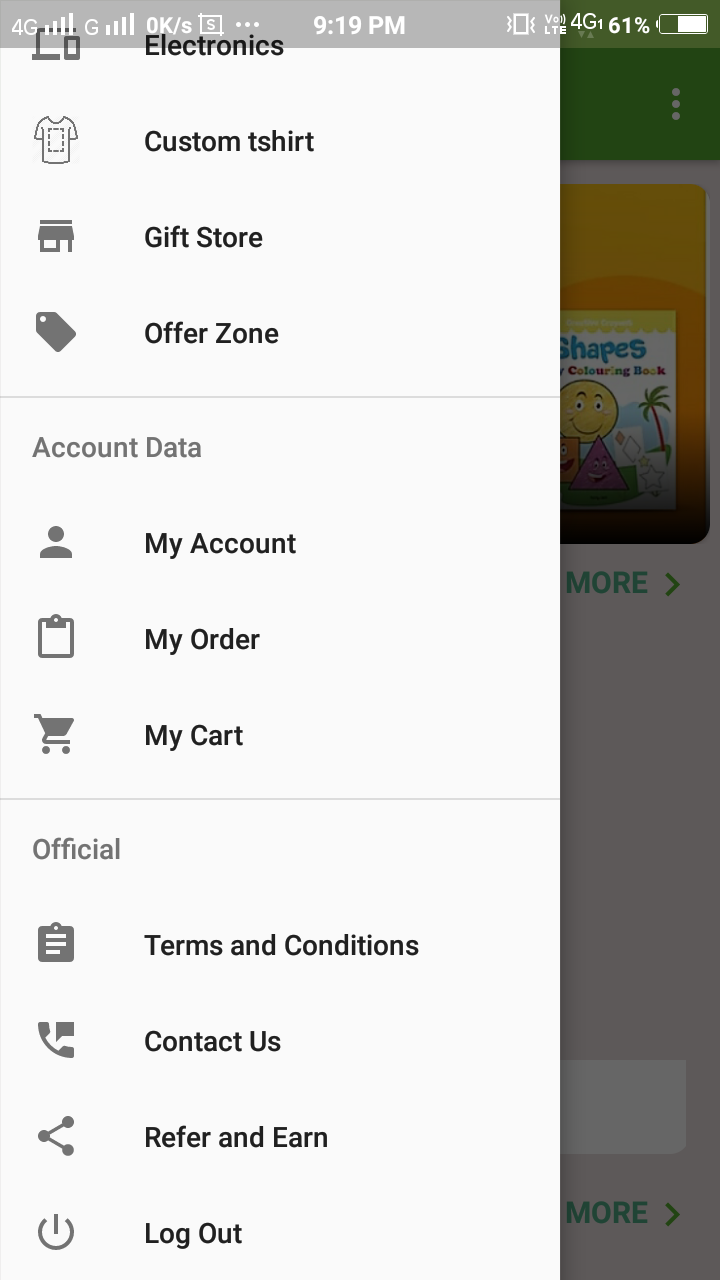 4G G 0K/s S ... 9:19 PM Vo) LTE 4G1 61%
Electronics
Custom tshirt
Gift Store
Offer Zone
Shapes
y Colouring Book
Account Data
My Account
MORE
My Order
My Cart
Official
Terms and Conditions
Contact Us
Refer and Earn
MORE
Log Out